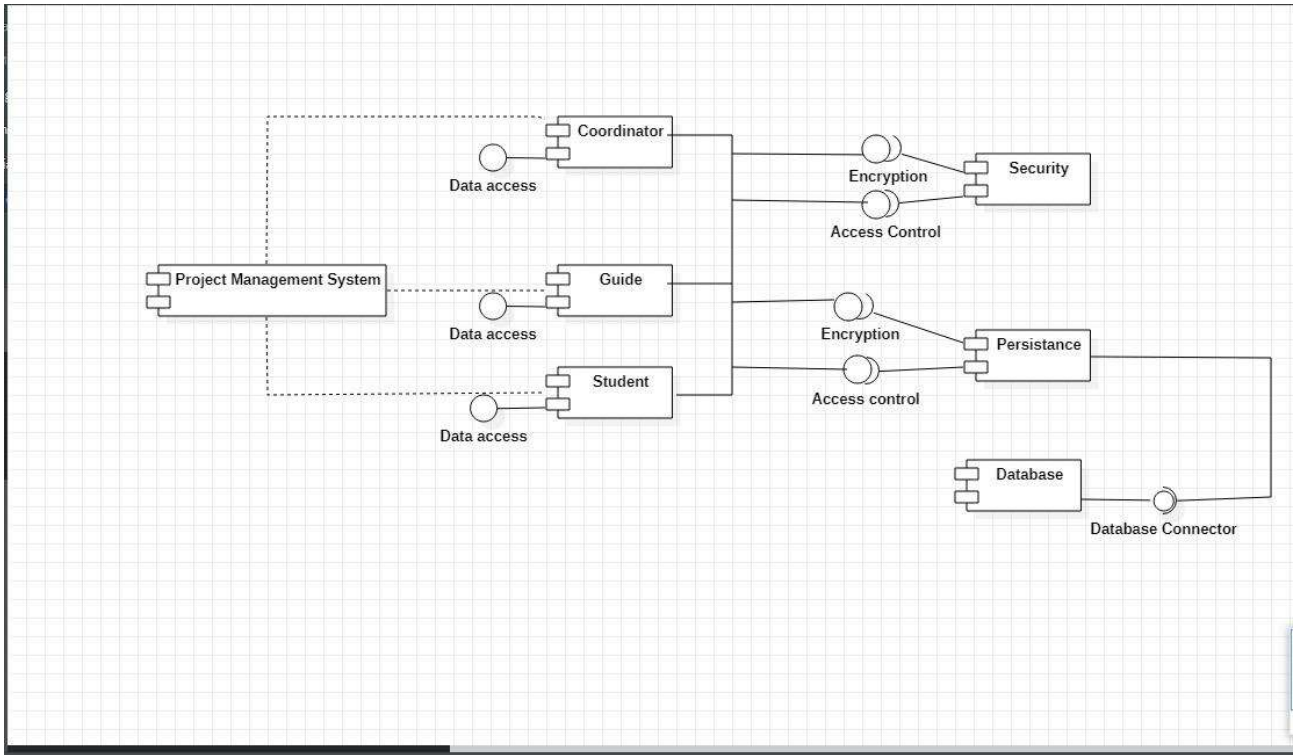 Coordinator
Data access
Encryption
Security
Access Control
Project Management System
Guide
Data access
Encryption
Persistance
Student
Access control
Data access
Database
Database Connector